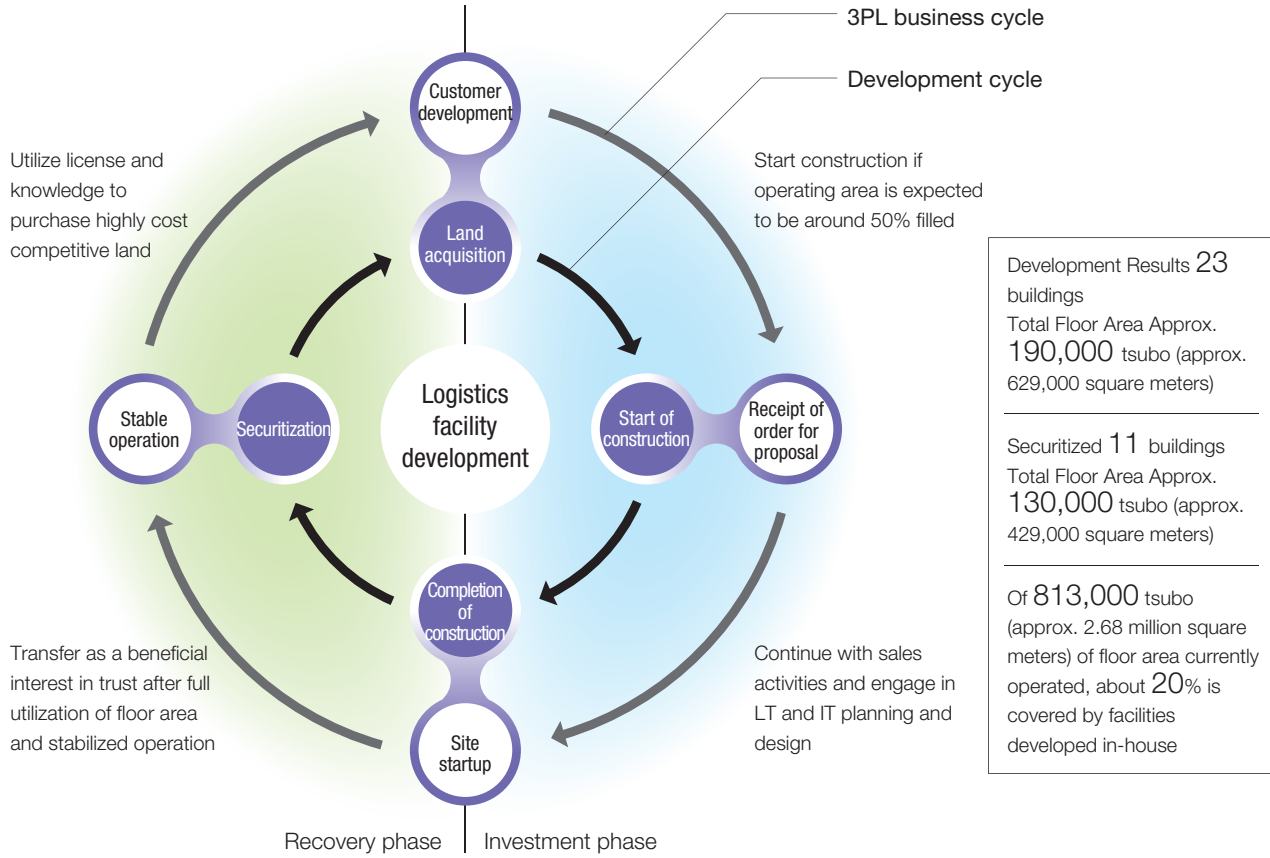 3PL business cycle
Development cycle
Customer
development
Utilize license and
knowledge to
purchase highly cost
competitive land
Start construction if
operating area is expected
to be around 50% filled
Land
acquisition
Stable
operation
Securitization
Logistics
facility
development
Start of
construction
Receipt of
order for
proposal
Completion
of
construction
Transfer as a beneficial
interest in trust after full
utilization of floor area
and stabilized operation
Continue with sales
activities and engage in
LT and IT planning and
design
Site
startup
Recovery phase
Investment phase
Development Results 23
buildings
Total Floor Area Approx.
190,000 tsubo (approx.
629,000 square meters)
Securitized 11 buildings
Total Floor Area Approx.
130,000 tsubo (approx.
429,000 square meters)
Of 813,000 tsubo
(approx. 2.68 million square
meters) of floor area currently
operated, about 20% is
covered by facilities
developed in-house